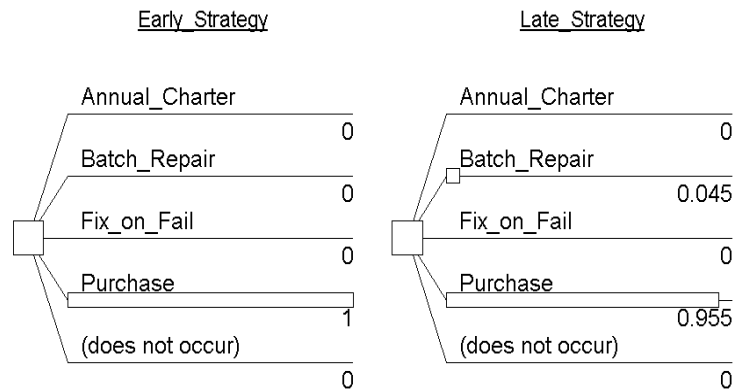 Early_Strategy
Annual_Charter
0
Batch_Repair
0
Fix_on_Fail
0
Purchase
1
(does not occur)
0
Late_Strategy
Annual_Charter
0
Batch_Repair
0.045
Fix_on_Fail
0
Purchase
0.955
(does not occur)
0